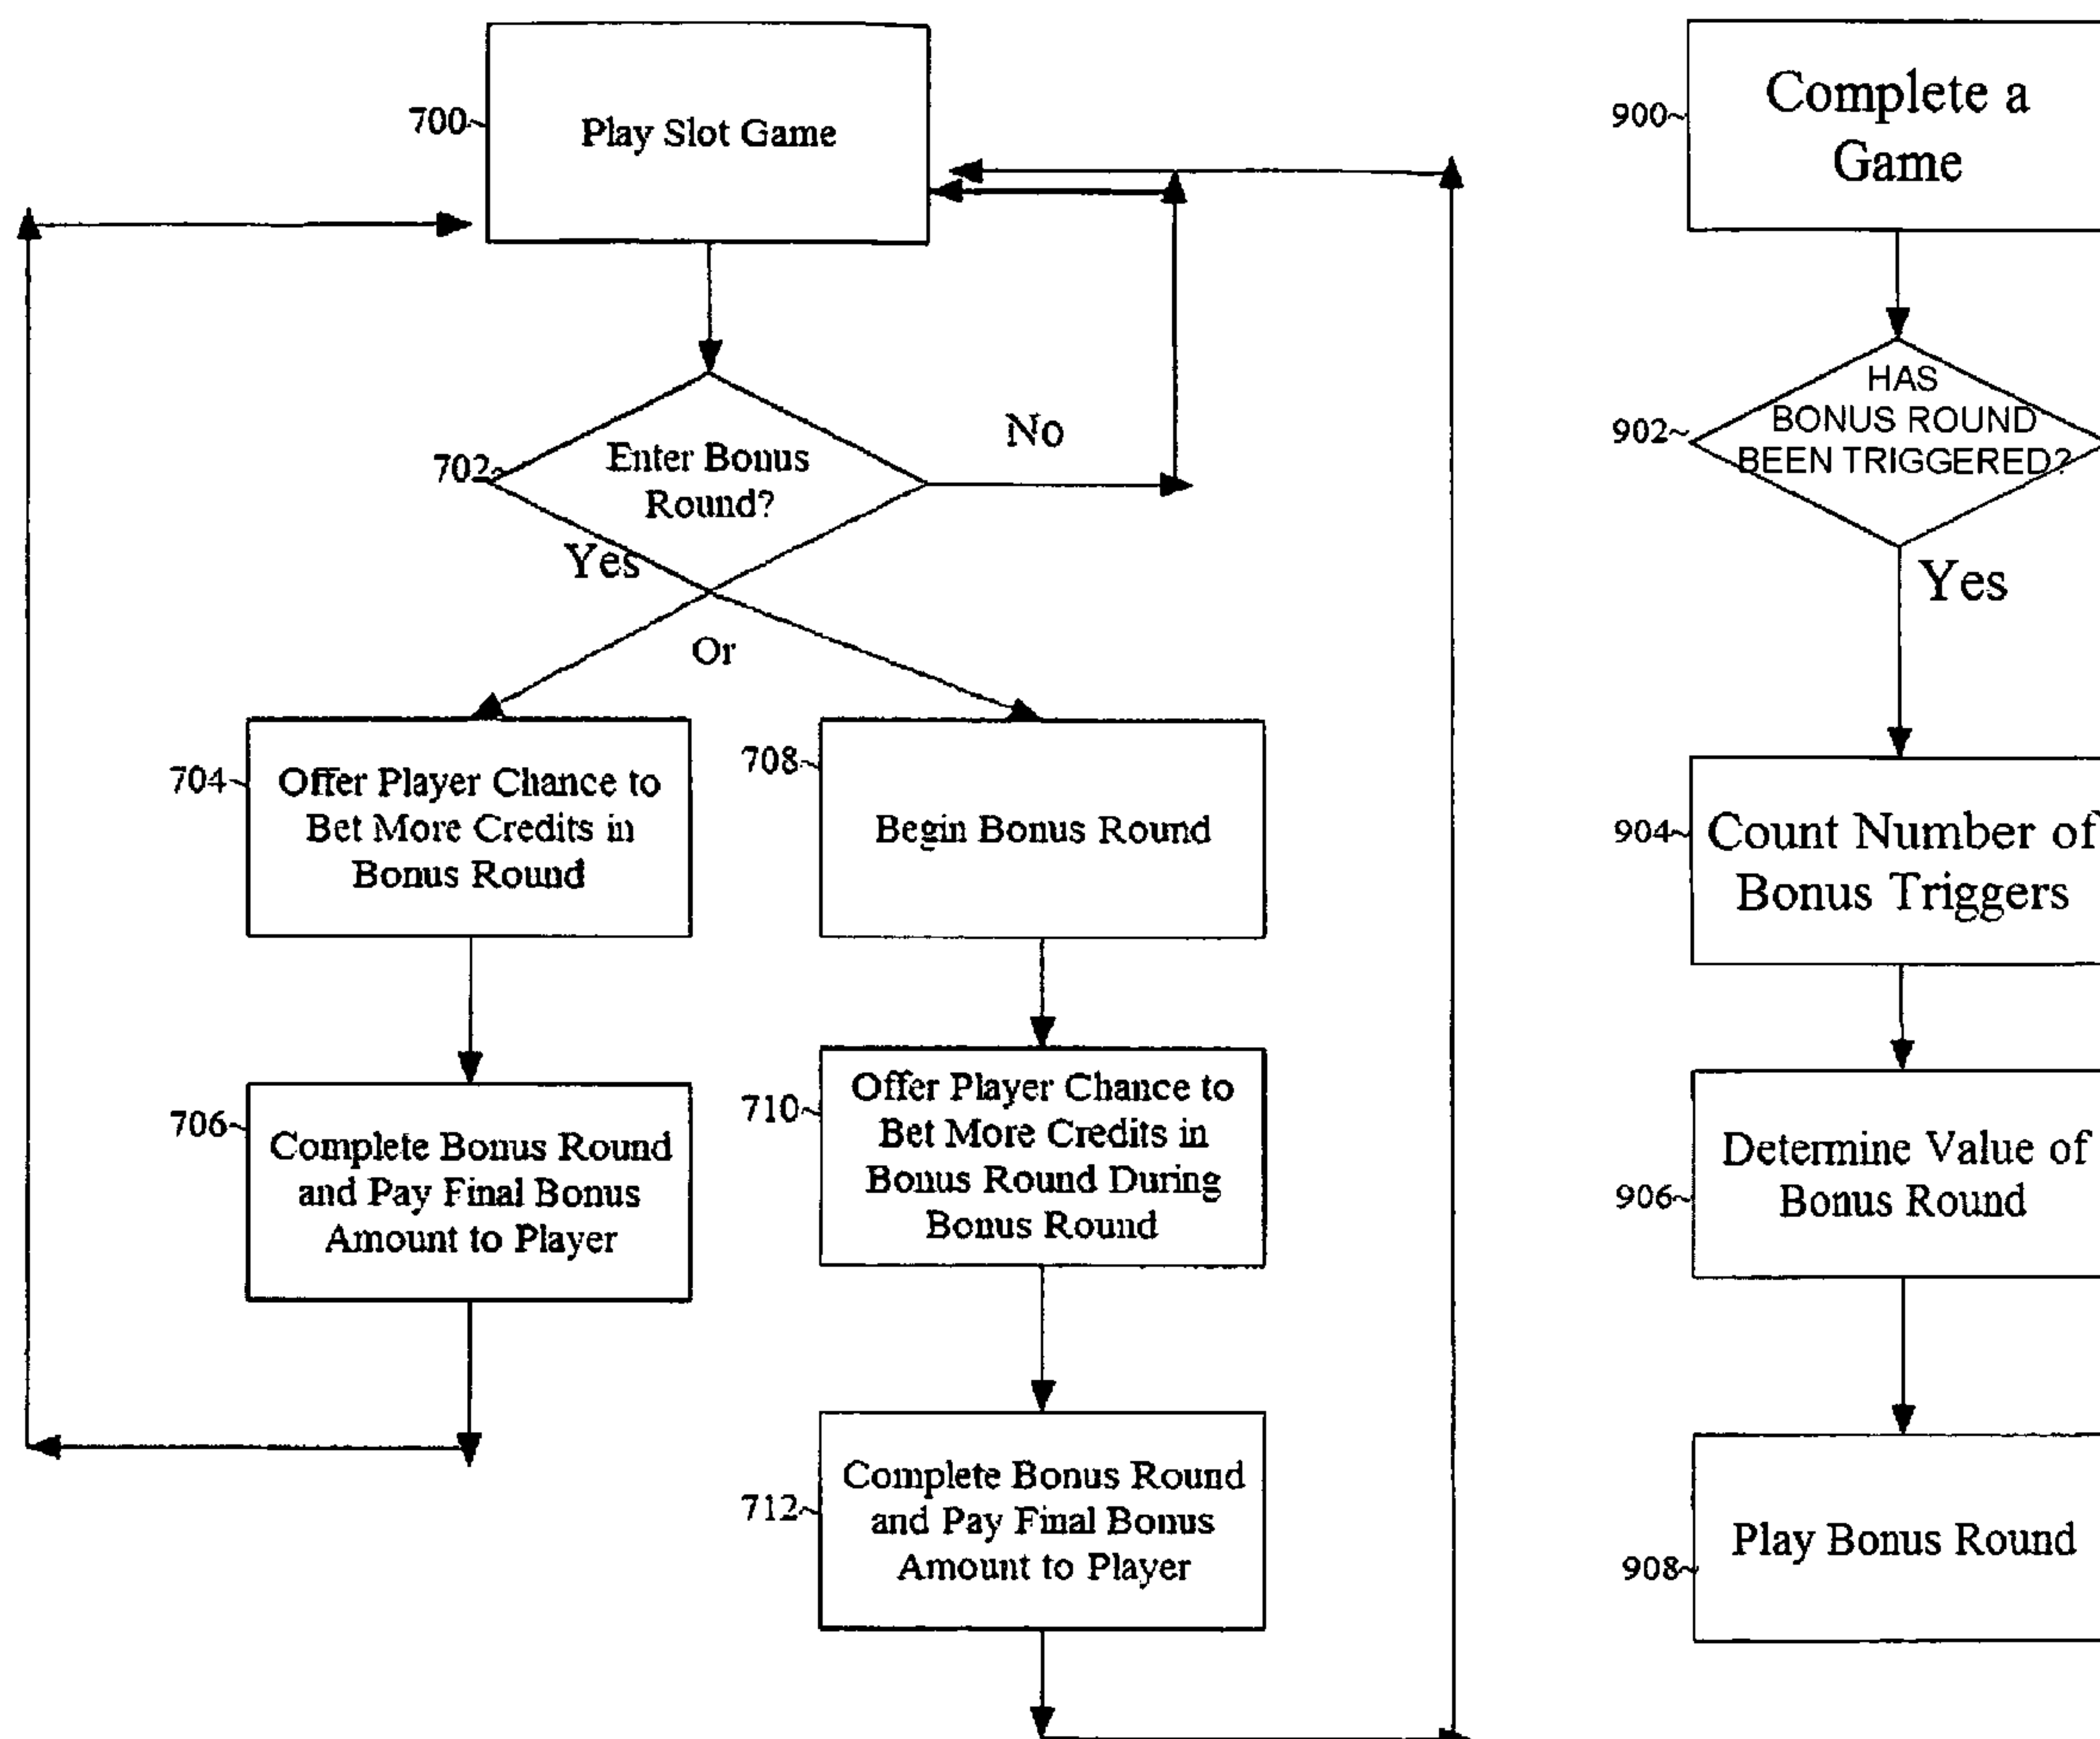 700~
Play Slot Game
702~
Enter Bonus
Round?
No
Yes
Or
704~
Offer Player Chance to
Bet More Credits in
Bonus Round
706~
Complete Bonus Round
and Pay Final Bonus
Amount to Player
708~
Begin Bonus Round
710~
Offer Player Chance to
Bet More Credits in
Bonus Round During
Bonus Round
712~
Complete Bonus Round
and Pay Final Bonus
Amount to Player
900~
Complete a
Game
902~
HAS
BONUS ROUND
BEEN TRIGGERED?
Yes
904~
Count Number of
Bonus Triggers
906~
Determine Value of
Bonus Round
908~
Play Bonus Round